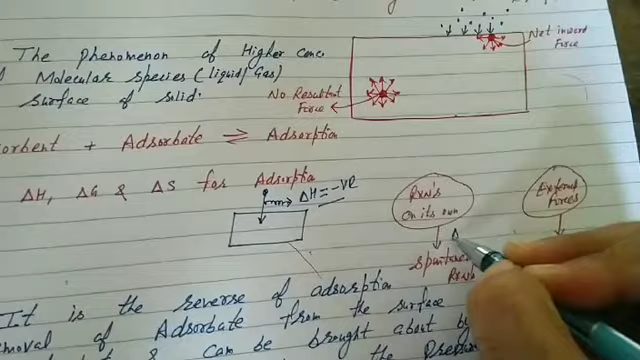 The phenomenon of Higher conc
Molecular species (liquid/Gas)
surface of solid.
Net inward
Force
No Resultant
Force
orbent + Adsorbate ⇌ Adsorption
ΔH, ΔG & ΔS for Adsorption
ΔH = -VE
RXN's
on its own
External
Forces
Δ
Spontaneous
RXNs
It is the reverse of adsorption
moval of Adsorbate from the surface
& can be brought about by
the